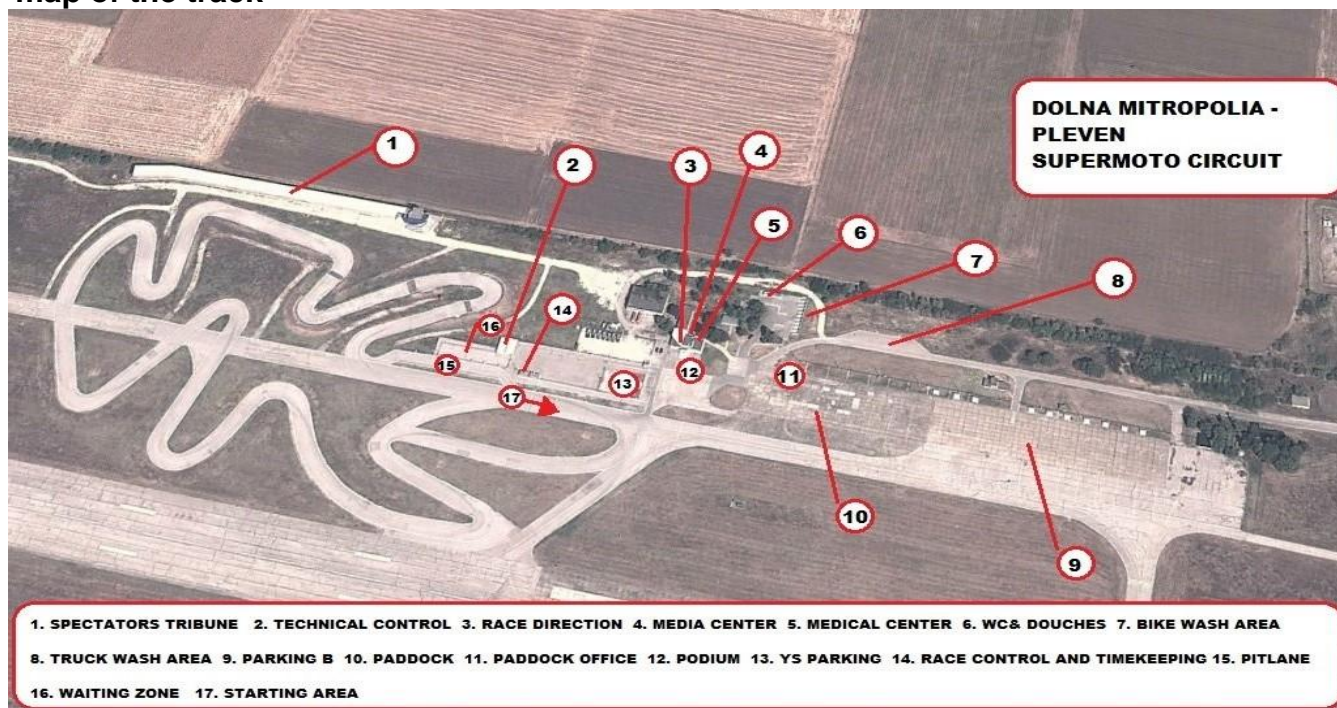 map of the track
DOLNA MITROPOLIA -
PLEVEN
SUPERMOTO CIRCUIT
1
2
3
4
5
6
7
8
16
14
15
17
13
12
11
10
9
1. SPECTATORS TRIBUNE 2. TECHNICAL CONTROL 3. RACE DIRECTION 4. MEDIA CENTER 5. MEDICAL CENTER 6. WC& DOUCHES 7. BIKE WASH AREA
8. TRUCK WASH AREA 9. PARKING B 10. PADDOCK 11. PADDOCK OFFICE 12. PODIUM 13. YS PARKING 14. RACE CONTROL AND TIMEKEEPING 15. PITLANE
16. WAITING ZONE 17. STARTING AREA